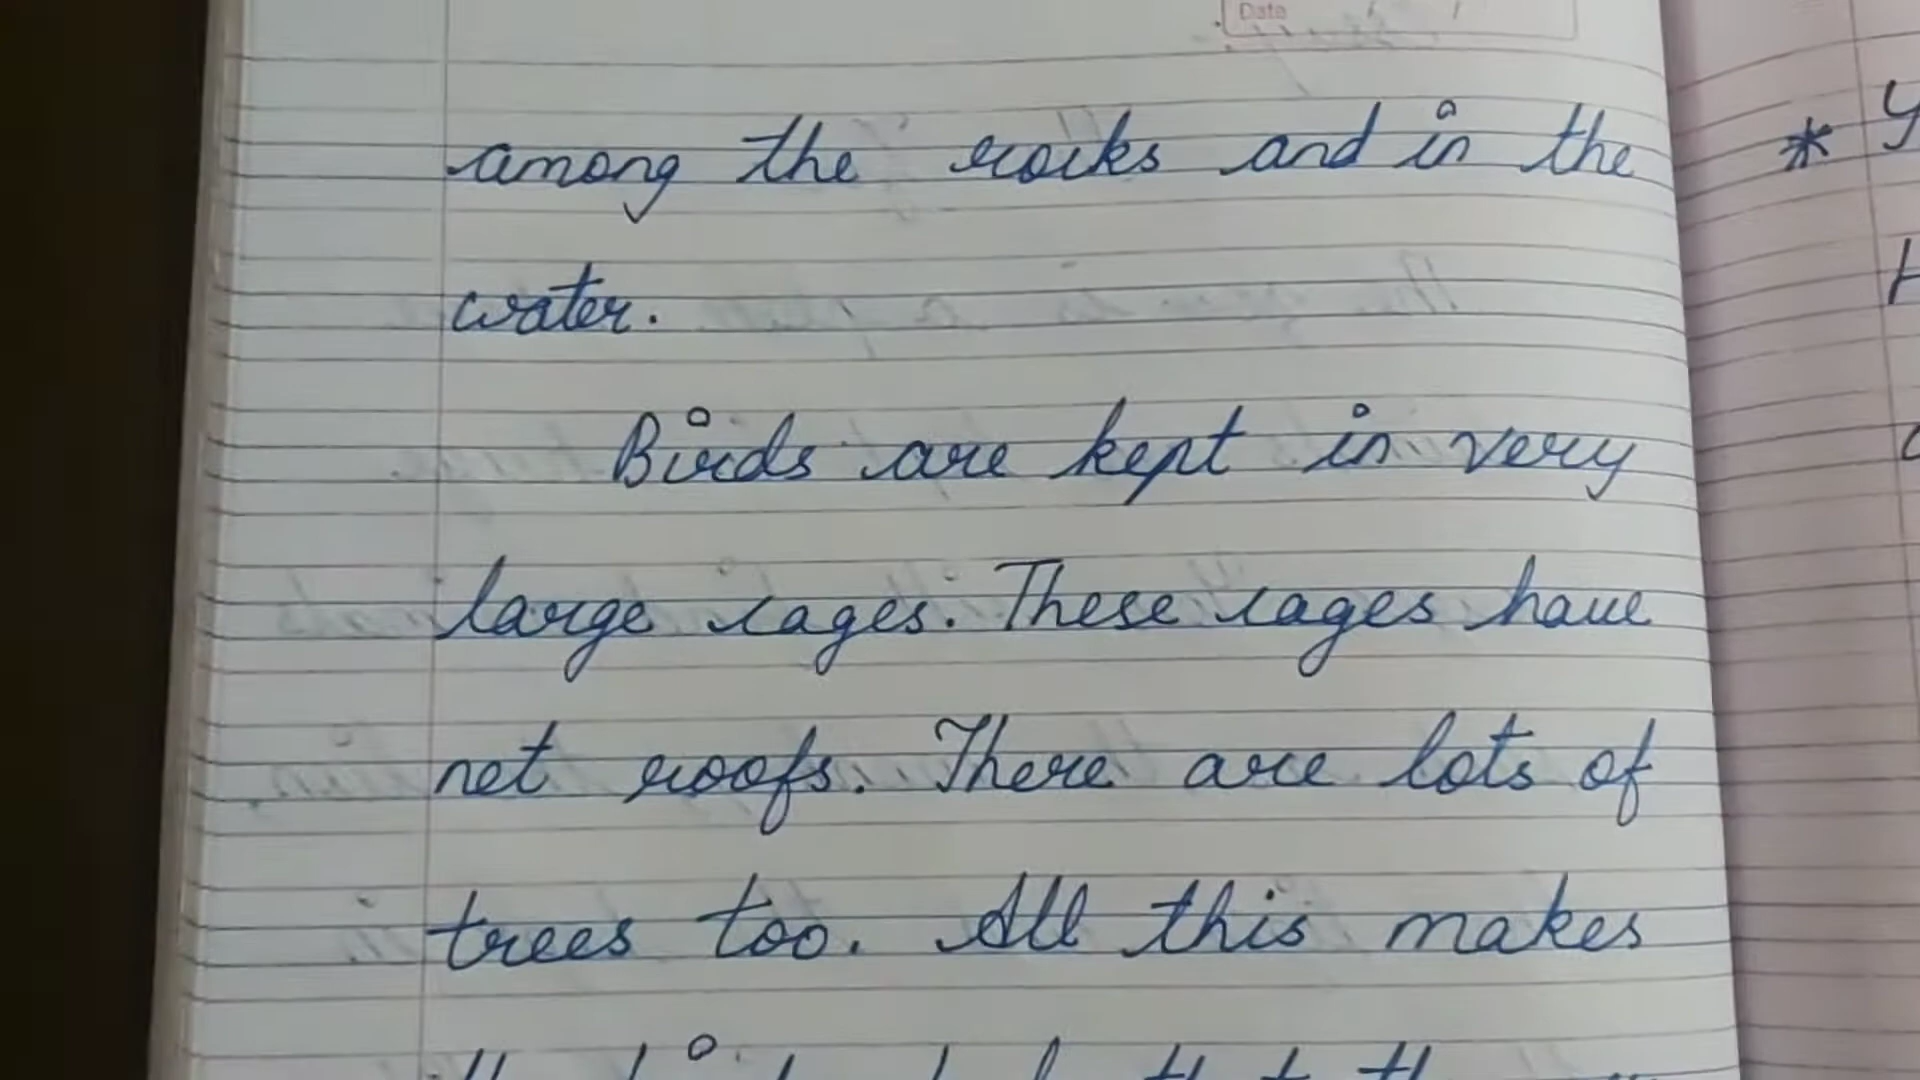 Date / /
among the rocks and in the
water.
Birds are kept in very
large cages. These cages have
net roofs. There are lots of
trees too. All this makes
*